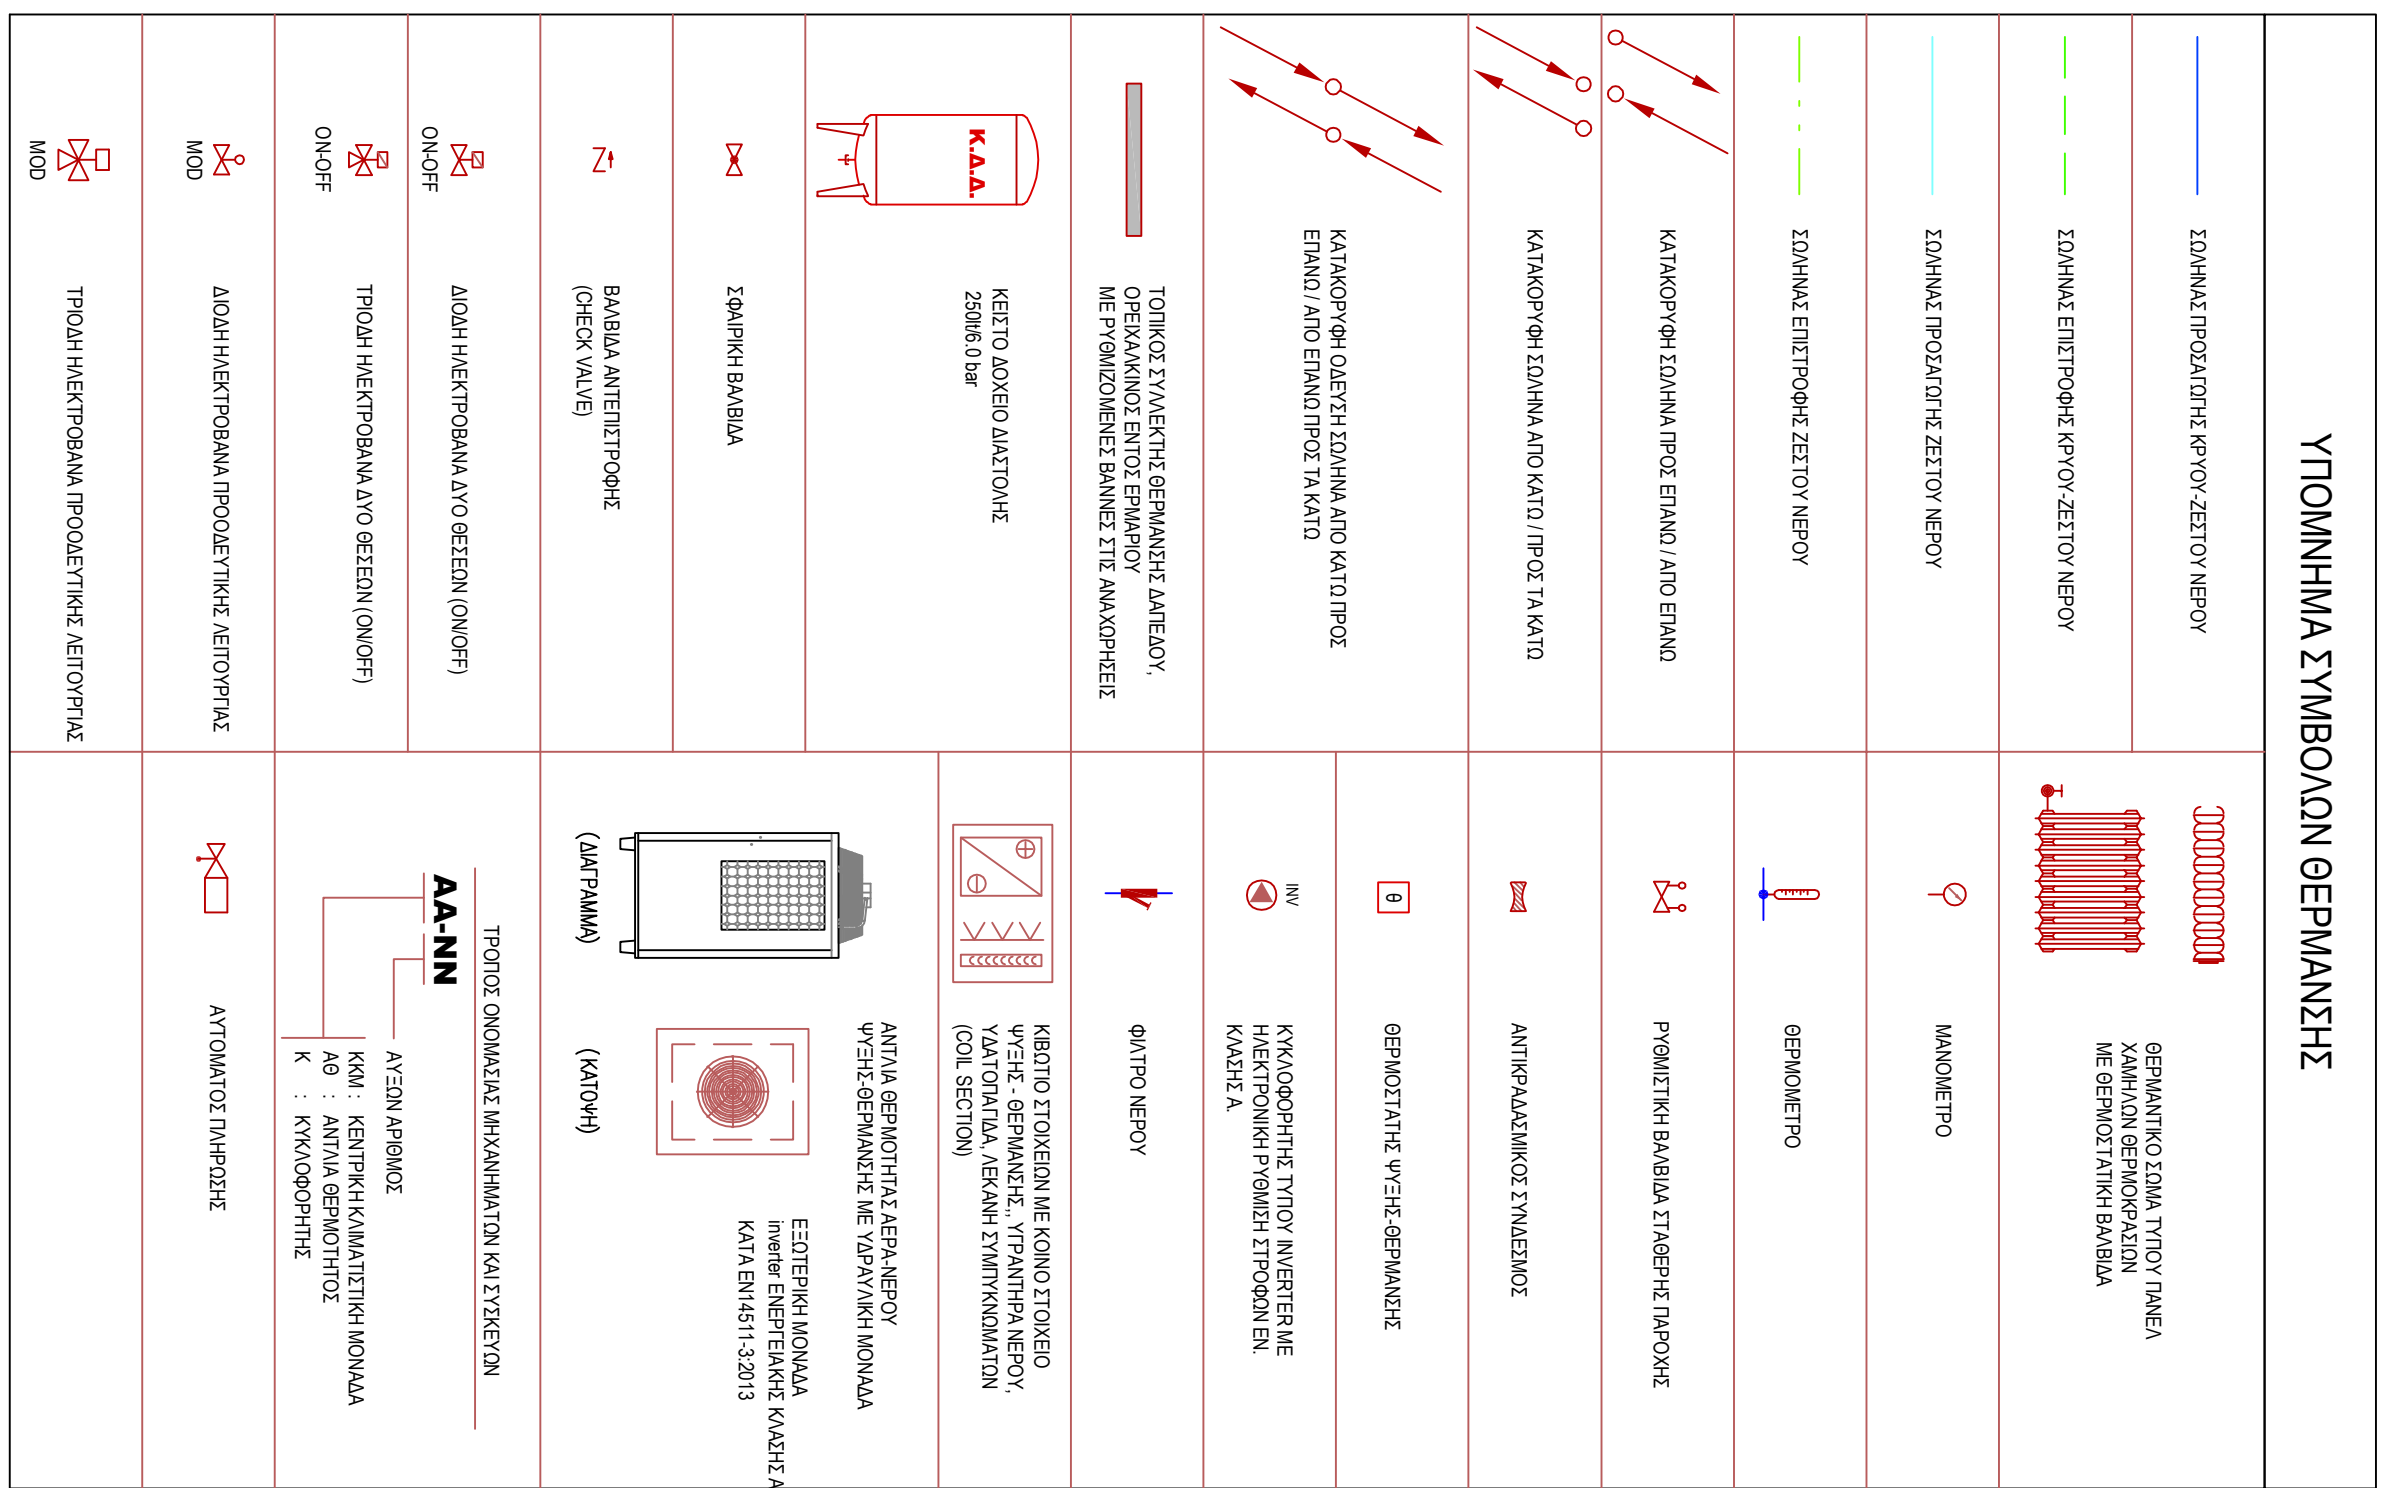 ΥΠΟΜΝΗΜΑ ΣΥΜΒΟΛΩΝ ΘΕΡΜΑΝΣΗΣ
ΣΩΛΗΝΑΣ ΠΡΟΣΑΓΩΓΗΣ ΚΡΥΟΥ-ΖΕΣΤΟΥ ΝΕΡΟΥ
ΣΩΛΗΝΑΣ ΕΠΙΣΤΡΟΦΗΣ ΚΡΥΟΥ-ΖΕΣΤΟΥ ΝΕΡΟΥ
ΣΩΛΗΝΑΣ ΠΡΟΣΑΓΩΓΗΣ ΖΕΣΤΟΥ ΝΕΡΟΥ
ΣΩΛΗΝΑΣ ΕΠΙΣΤΡΟΦΗΣ ΖΕΣΤΟΥ ΝΕΡΟΥ
ΚΑΤΑΚΟΡΥΦΗ ΣΩΛΗΝΑ ΠΡΟΣ ΕΠΑΝΩ / ΑΠΟ ΕΠΑΝΩ
ΚΑΤΑΚΟΡΥΦΗ ΣΩΛΗΝΑ ΑΠΟ ΚΑΤΩ / ΠΡΟΣ ΤΑ ΚΑΤΩ
ΚΑΤΑΚΟΡΥΦΗ ΟΔΕΥΣΗ ΣΩΛΗΝΑ ΑΠΟ ΚΑΤΩ ΠΡΟΣ
ΕΠΑΝΩ / ΑΠΟ ΕΠΑΝΩ ΠΡΟΣ ΤΑ ΚΑΤΩ
ΤΟΠΙΚΟΣ ΣΥΛΛΕΚΤΗΣ ΘΕΡΜΑΝΣΗΣ ΔΑΠΕΔΟΥ,
ΟΡΕΙΧΑΛΚΙΝΟΣ ΕΝΤΟΣ ΕΡΜΑΡΙΟΥ
ΜΕ ΡΥΘΜΙΖΟΜΕΝΕΣ ΒΑΝΝΕΣ ΣΤΙΣ ΑΝΑΧΩΡΗΣΕΙΣ
Κ.Δ.Δ.
ΚΕΙΣΤΟ ΔΟΧΕΙΟ ΔΙΑΣΤΟΛΗΣ
250lt/6.0 bar
ΣΦΑΙΡΙΚΗ ΒΑΛΒΙΔΑ
ΒΑΛΒΙΔΑ ΑΝΤΕΠΙΣΤΡΟΦΗΣ
(CHECK VALVE)
ON-OFF
ΔΙΟΔΗ ΗΛΕΚΤΡΟΒΑΝΑ ΔΥΟ ΘΕΣΕΩΝ (ON/OFF)
ON-OFF
ΤΡΙΟΔΗ ΗΛΕΚΤΡΟΒΑΝΑ ΔΥΟ ΘΕΣΕΩΝ (ON/OFF)
MOD
ΔΙΟΔΗ ΗΛΕΚΤΡΟΒΑΝΑ ΠΡΟΟΔΕΥΤΙΚΗΣ ΛΕΙΤΟΥΡΓΙΑΣ
MOD
ΤΡΙΟΔΗ ΗΛΕΚΤΡΟΒΑΝΑ ΠΡΟΟΔΕΥΤΙΚΗΣ ΛΕΙΤΟΥΡΓΙΑΣ
ΘΕΡΜΑΝΤΙΚΟ ΣΩΜΑ ΤΥΠΟΥ ΠΑΝΕΛ
ΧΑΜΗΛΩΝ ΘΕΡΜΟΚΡΑΣΙΩΝ
ΜΕ ΘΕΡΜΟΣΤΑΤΙΚΗ ΒΑΛΒΙΔΑ
ΜΑΝΟΜΕΤΡΟ
ΘΕΡΜΟΜΕΤΡΟ
ΡΥΘΜΙΣΤΙΚΗ ΒΑΛΒΙΔΑ ΣΤΑΘΕΡΗΣ ΠΑΡΟΧΗΣ
ΑΝΤΙΚΡΑΔΑΣΜΙΚΟΣ ΣΥΝΔΕΣΜΟΣ
θ
ΘΕΡΜΟΣΤΑΤΗΣ ΨΥΞΗΣ-ΘΕΡΜΑΝΣΗΣ
INV
ΚΥΚΛΟΦΟΡΗΤΗΣ ΤΥΠΟΥ INVERTER ΜΕ
ΗΛΕΚΤΡΟΝΙΚΗ ΡΥΘΜΙΣΗ ΣΤΡΟΦΩΝ ΕΝ.
ΚΛΑΣΗΣ Α.
ΦΙΛΤΡΟ ΝΕΡΟΥ
ΚΙΒΩΤΙΟ ΣΤΟΙΧΕΙΩΝ ΜΕ ΚΟΙΝΟ ΣΤΟΙΧΕΙΟ
ΨΥΞΗΣ - ΘΕΡΜΑΝΣΗΣ,, ΥΓΡΑΝΤΗΡΑ ΝΕΡΟΥ,
ΥΔΑΤΟΠΑΓΙΔΑ, ΛΕΚΑΝΗ ΣΥΜΠΥΚΝΩΜΑΤΩΝ
(COIL SECTION)
ΑΝΤΛΙΑ ΘΕΡΜΟΤΗΤΑΣ ΑΕΡΑ-ΝΕΡΟΥ
ΨΥΞΗΣ-ΘΕΡΜΑΝΣΗΣ ΜΕ ΥΔΡΑΥΛΙΚΗ ΜΟΝΑΔΑ
ΕΞΩΤΕΡΙΚΗ ΜΟΝΑΔΑ
inverter ΕΝΕΡΓΕΙΑΚΗΣ ΚΛΑΣΗΣ Α
ΚΑΤΑ EN14511-3:2013
(ΔΙΑΓΡΑΜΜΑ)
(ΚΑΤΟΨΗ)
ΤΡΟΠΟΣ ΟΝΟΜΑΣΙΑΣ ΜΗΧΑΝΗΜΑΤΩΝ ΚΑΙ ΣΥΣΚΕΥΩΝ
ΑΑ-ΝΝ
ΑΥΞΩΝ ΑΡΙΘΜΟΣ
ΚΚΜ : ΚΕΝΤΡΙΚΗ ΚΛΙΜΑΤΙΣΤΙΚΗ ΜΟΝΑΔΑ
ΑΘ : ΑΝΤΛΙΑ ΘΕΡΜΟΤΗΤΟΣ
Κ : ΚΥΚΛΟΦΟΡΗΤΗΣ
ΑΥΤΟΜΑΤΟΣ ΠΛΗΡΩΣΗΣ